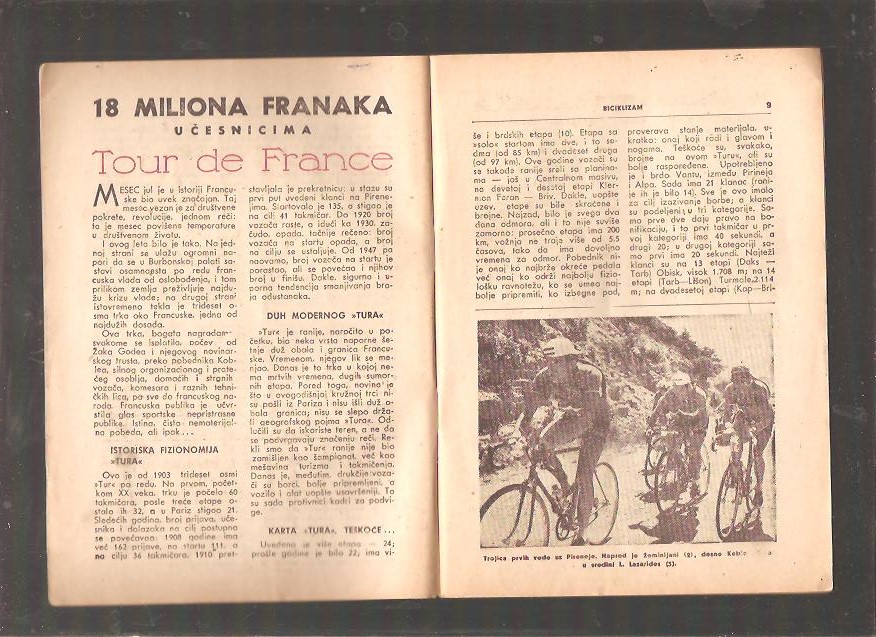 18 MILIONA FRANAKA
UČESNICIMA
Tour de France
MESEC jul je u istoriji Francu-
ske bio uvek značajan. Taj
mesec vezan je za društvene
pokrete, revolucije, jednom reči:
to je mesec povišene temperature
u društvenom životu.
I ovog leta bilo je tako. Na jed-
noj strani se ulažu ogromni na-
pori da se u Burbonskoj palati sa-
stavi osamnaesta po redu fran-
cuska vlada od oslobođenja, i tom
prilikom zemlja preživljuje najdu-
žu krizu vlade; na drugoj strani
istovremeno tekla je trideset o-
sma trka oko Francuske, jedna od
najdužih dosada.
Ova trka, bogata nagradam-
svakome se isplatila, počev od
Žaka Godea i njegovog novinar-
skog trusta, preko pobednika Kob-
lea, silnog organizacionog i prate-
ćeg osoblja, domaćih i stranih
vozača, komesara i raznih tehni-
čkih lica, pa sve do francuskog na-
roda. Francuska publika je učvr-
stila glas sportske nepristrasne
publike. Istina, čisto nematerijal-
na pobeda, ali ipak...
ISTORISKA FIZIONOMIJA
»TURA«
Ovo je od 1903 trideset osmi
»Tur« po redu. Na prvom, počet-
kom XX veka, trku je počelo 60
takmičara, posle treće etape o-
stalo ih 32, a u Pariz stigao 21.
Sledećih godina, broj prijava, uče-
snika i dolazaka na cilj postupno
se povećavao: 1908 godine ima
već 162 prijave, na startu 111, a
na cilju 36 takmičara. 1910 pret-
stavljaja je prekretnicu: u stazu su
prvi put uvedeni klanci na Pirene-
jima. Startovalo je 135, a stigao je
na cilj 41 takmičar. Do 1920 broj
vozača raste, a idući ka 1930, za-
čudo, opada, tačnije rečeno: broj
vozača na startu opada, a broj
na cilju se ustaljuje. Od 1947 pa
naovamo, broj vozača na startu je
porastao, ali se povećao i njihov
broj u finišu. Dakle, sigurna i u-
porna tendencija smanjivanja bro-
ja odustanaka.
DUH MODERNOG »TURA«
»Tur« je ranije, naročito u po-
četku, bio neka vrsta naporne še-
tnje duž obala i granica Francu-
ske. Vremenom, njegov lik se me-
njao. Danas je to trka u kojoj ne-
ma mrtvih vremena, dugih sumor-
nih etapa. Pored toga, novina je
što u ovogodišnjoj kružnoj trci ni-
su pošli iz Pariza i nisu išli duž o-
bala granica; nisu se slepo drža-
li geografskog pojma »Tura«. Od-
lučili su da iskoriste teren, a ne da
se podvrgavaju značenju reči. Re-
kli smo da »Tur« ranije nije bio
zamišljen kao šampionat, već kao
mešavina turizma i takmičenja.
Danas je, međutim, drukčije:voza-
či su borci, bolje pripremljeni, a
vozilo i alat uopšte usavršeniji. Tu
su sada protivnici kadri za podvi-
ge.
KARTA »TURA«, TESKOĆE...
Uvedeno je više etapa — 24;
prošle godine je bilo 22, ima vi-
BICIKLIZAM 9
še i brdskih etapa (10). Etapa sa
»solo« startom ima dve, i to se-
dma (od 85 km) i dvadeset druga
(od 97 km). Ove godine vozači su
se takođe ranije sreli sa planino-
ma — još u Centralnom masivu,
na devetoj i desetoj etapi Kler-
mon Feran — Briv. Dakle, uopšte
uzev, etape su bile skraćene i
brojne. Najzad, bilo je svega dva
dana odmora, ali i to nije suviše
zamorno: prosečno etapa ima 200
km, vožnja ne traje više od 5.5
časova, tako da ima dovoljno
vremena za odmor. Pobednik ni-
je onaj ko najbrže okreće pedala
već onaj ko održi najbolju fizio-
lošku ravnotežu, ko se umeo naj-
bolje pripremiti, ko izbegne pad,
proverava stanje materijala, u-
kratko: onaj koji radi i glavom i
nogama. Teškoće su, svakako,
brojne na ovom »Turu«, ali su
bolje raspoređene. Upotrebljeno
je i brdo Vantu, između Pirineja
i Alpa. Sada ima 21 klanac (rani-
je ih je bilo 14). Sve je ovo imalo
za cilj izazivanje borbe; a klanci
su podeljeni u tri kategorije. Sa-
mo prve dve daju pravo na bo-
nifikaciju, i to prvi takmičar u pr-
voj kategoriji ima 40 sekundi, a
drugi 20; u drugoj kategoriji sa-
mo prvi ima 20 sekundi. Najteži
klanci su na 13 etapi (Daks —
Tarb) Obisk, visok 1.708 m; na 14
etapi (Tarb—Lišon) Turmale, 2.114
m; na dvadesetoj etapi (Kap—Bri-
Trojica prvih vode uz Pireneje. Napred je Žeminjani (2), desno Koble a
u sredini L. Lazarides (5).